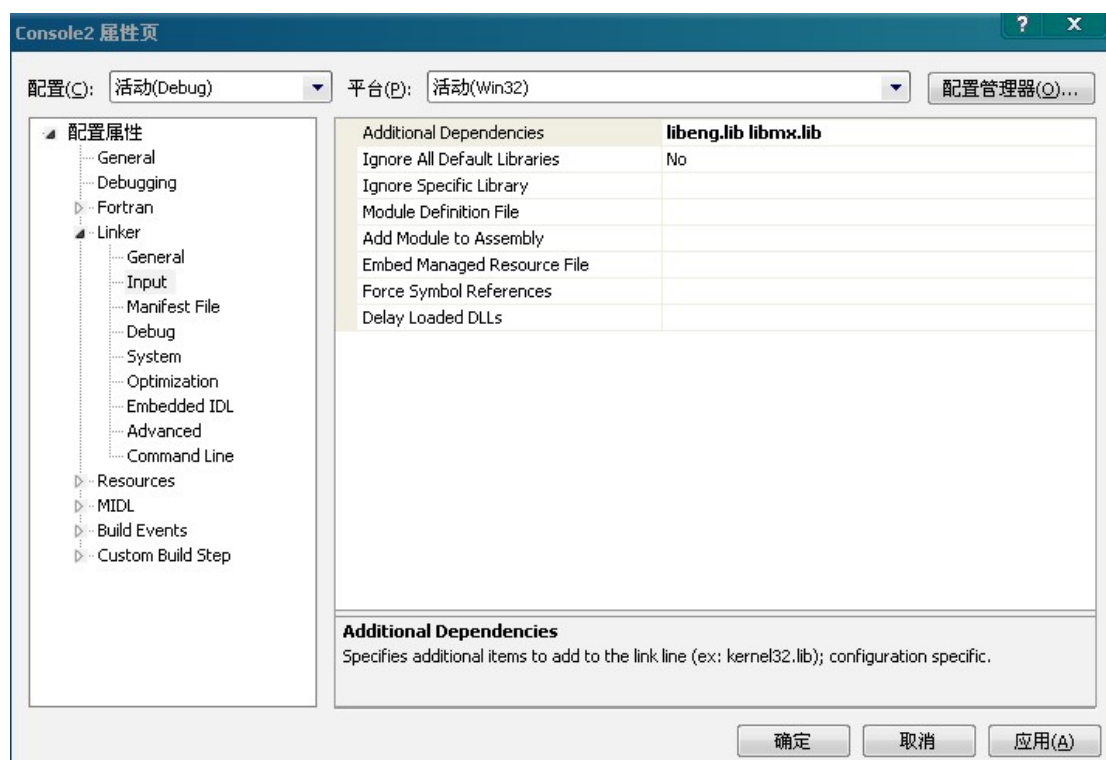 Console2 属性页
配置(C): 活动(Debug) 平台(P): 活动(Win32) 配置管理器(O)...
配置属性
General
Debugging
Fortran
Linker
General
Input
Manifest File
Debug
System
Optimization
Embedded IDL
Advanced
Command Line
Resources
MIDL
Build Events
Custom Build Step
Additional Dependencies libeng.lib libmx.lib
Ignore All Default Libraries No
Ignore Specific Library
Module Definition File
Add Module to Assembly
Embed Managed Resource File
Force Symbol References
Delay Loaded DLLs
Additional Dependencies
Specifies additional items to add to the link line (ex: kernel32.lib); configuration specific.
确定 取消 应用(A)